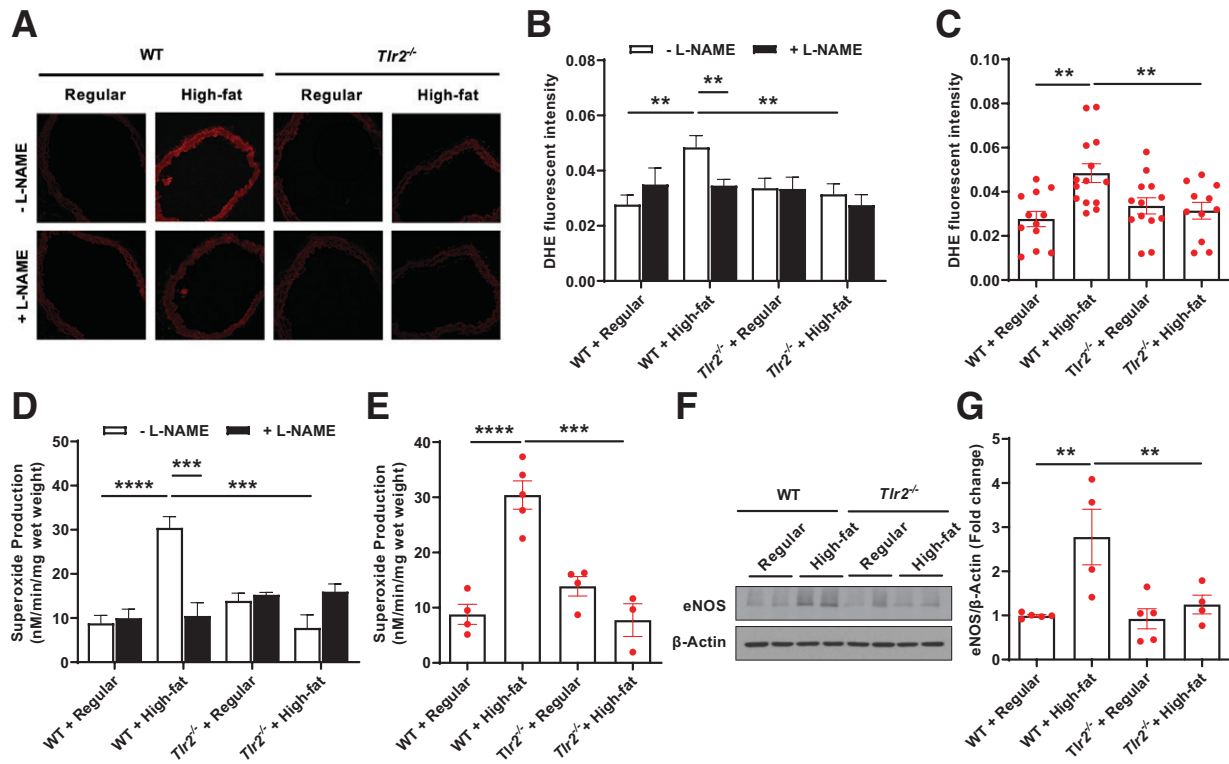 A
WT
Tlr2-/-
Regular
High-fat
Regular
High-fat
- L-NAME
+ L-NAME
B
- L-NAME
+ L-NAME
DHE fluorescent intensity
0.08
0.06
0.04
0.02
0.00
**
**
**
WT + Regular
WT + High-fat
Tlr2-/- + Regular
Tlr2-/- + High-fat
C
DHE fluorescent intensity
0.10
0.08
0.06
0.04
0.02
0.00
**
**
WT + Regular
WT + High-fat
Tlr2-/- + Regular
Tlr2-/- + High-fat
D
- L-NAME
+ L-NAME
Superoxide Production
(nM/min/mg wet weight)
50
40
30
20
10
0
****
***
***
WT + Regular
WT + High-fat
Tlr2-/- + Regular
Tlr2-/- + High-fat
E
Superoxide Production
(nM/min/mg wet weight)
40
30
20
10
0
****
***
WT + Regular
WT + High-fat
Tlr2-/- + Regular
Tlr2-/- + High-fat
F
WT
Tlr2-/-
Regular
High-fat
Regular
High-fat
eNOS
β-Actin
G
eNOS/β-Actin (Fold change)
5
4
3
2
1
0
**
**
WT + Regular
WT + High-fat
Tlr2-/- + Regular
Tlr2-/- + High-fat